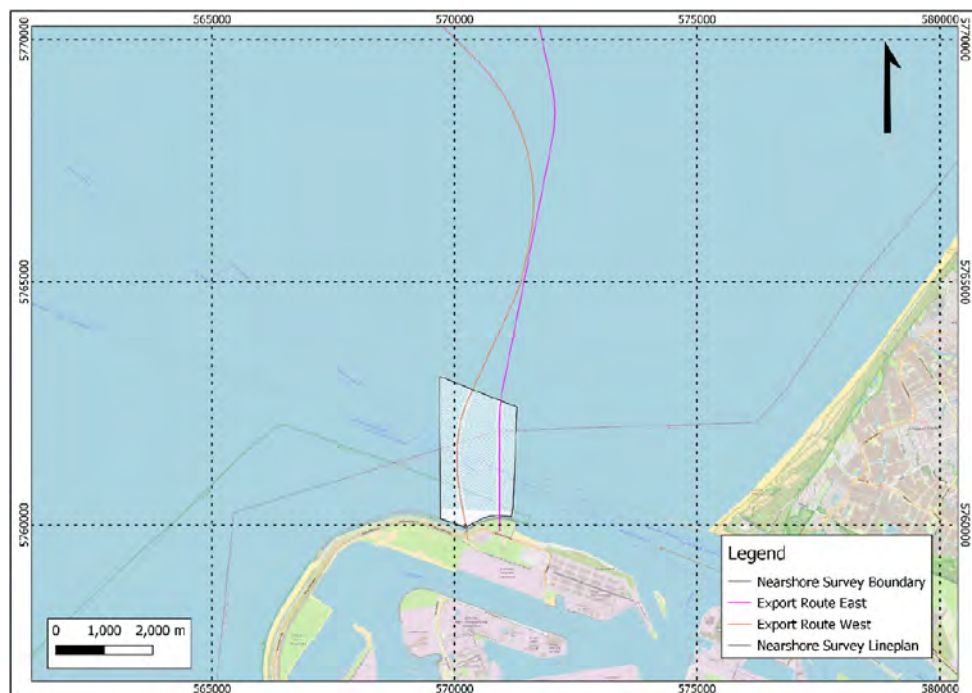 565000 570000 575000 580000
5770000 5770000
5765000 5765000
5760000 5760000
Legend
Nearshore Survey Boundary
Export Route East
Export Route West
Nearshore Survey Lineplan
0 1,000 2,000 m
565000 570000 575000 580000